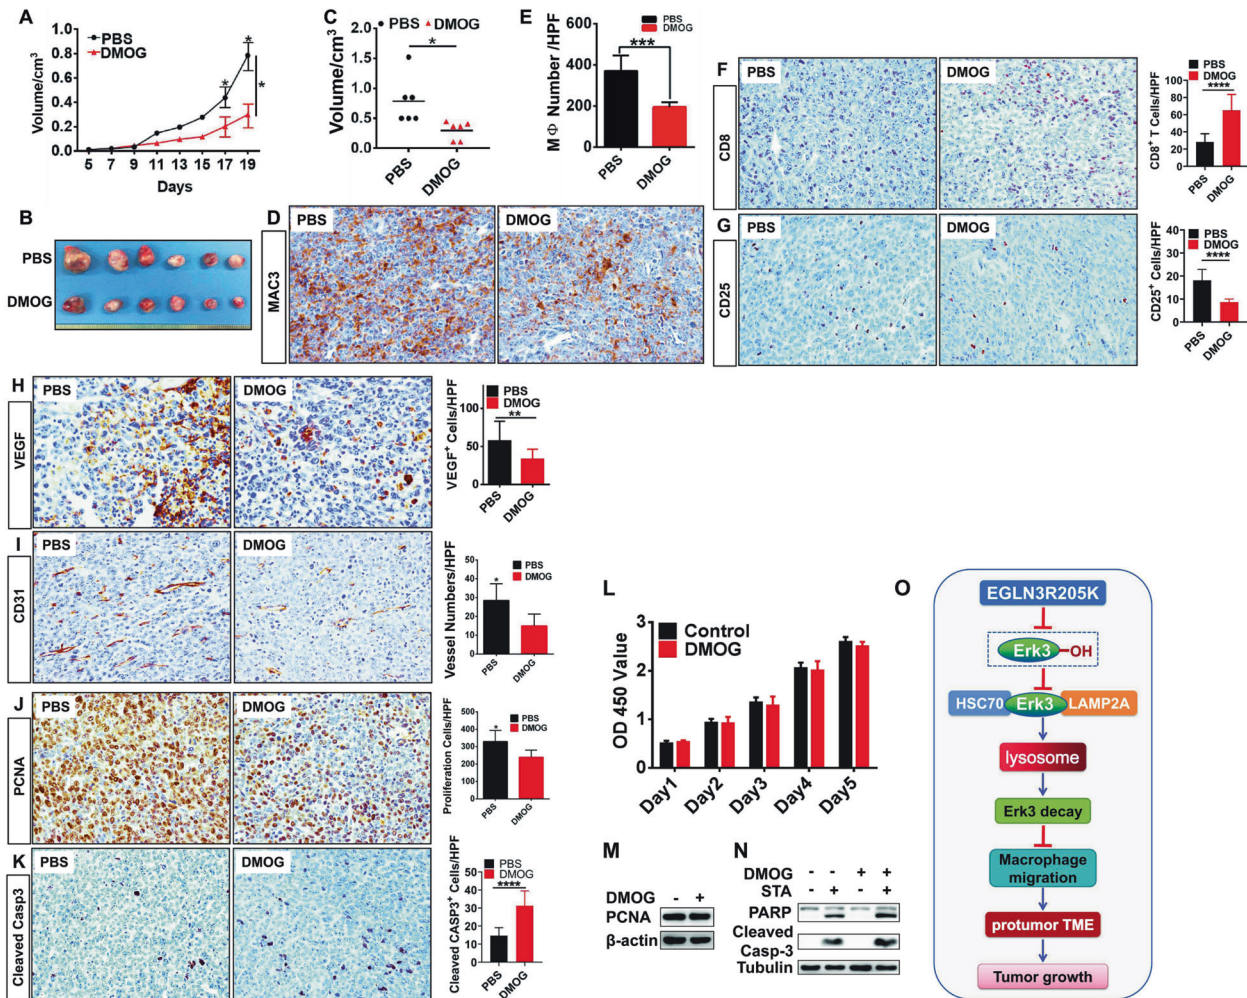 A
PBS
DMOG
Volume/cm³
1.0
0.8
0.6
0.4
0.2
0.0
*
*
*
5 7 9 11 13 15 17 19
Days
B
PBS
DMOG
C
PBS DMOG
Volume/cm³
2.0
1.5
1.0
0.5
0.0
*
PBS
DMOG
D
MAC3
PBS
DMOG
E
PBS
DMOG
MΦ Number /HPF
600
400
200
0
***
PBS
DMOG
F
CD8
PBS
DMOG
PBS
DMOG
CD8⁺ T Cells/HPF
100
80
60
40
20
0
****
PBS
DMOG
G
CD25
PBS
DMOG
PBS
DMOG
CD25⁺ Cells/HPF
40
30
20
10
0
****
PBS
DMOG
H
VEGF
PBS
DMOG
PBS
DMOG
VEGF⁺ Cells/HPF
100
50
0
**
PBS
DMOG
I
CD31
PBS
DMOG
PBS
DMOG
Vessel Numbers/HPF
50
40
30
20
10
0
*
PBS
DMOG
J
PCNA
PBS
DMOG
PBS
DMOG
Proliferation Cells/HPF
500
400
300
200
100
0
*
PBS
DMOG
K
Cleaved Casp3
PBS
DMOG
PBS
DMOG
Cleaved CASP3⁺ Cells/HPF
50
40
30
20
10
0
****
PBS
DMOG
L
Control
DMOG
OD 450 Value
3
2
1
0
Day1
Day2
Day3
Day4
Day5
M
DMOG - +
PCNA
β-actin
N
DMOG - - + +
STA - + - +
PARP
Cleaved
Casp-3
Tubulin
O
EGLN3R205K
Erk3 OH
HSC70 Erk3 LAMP2A
lysosome
Erk3 decay
Macrophage
migration
protumor TME
Tumor growth